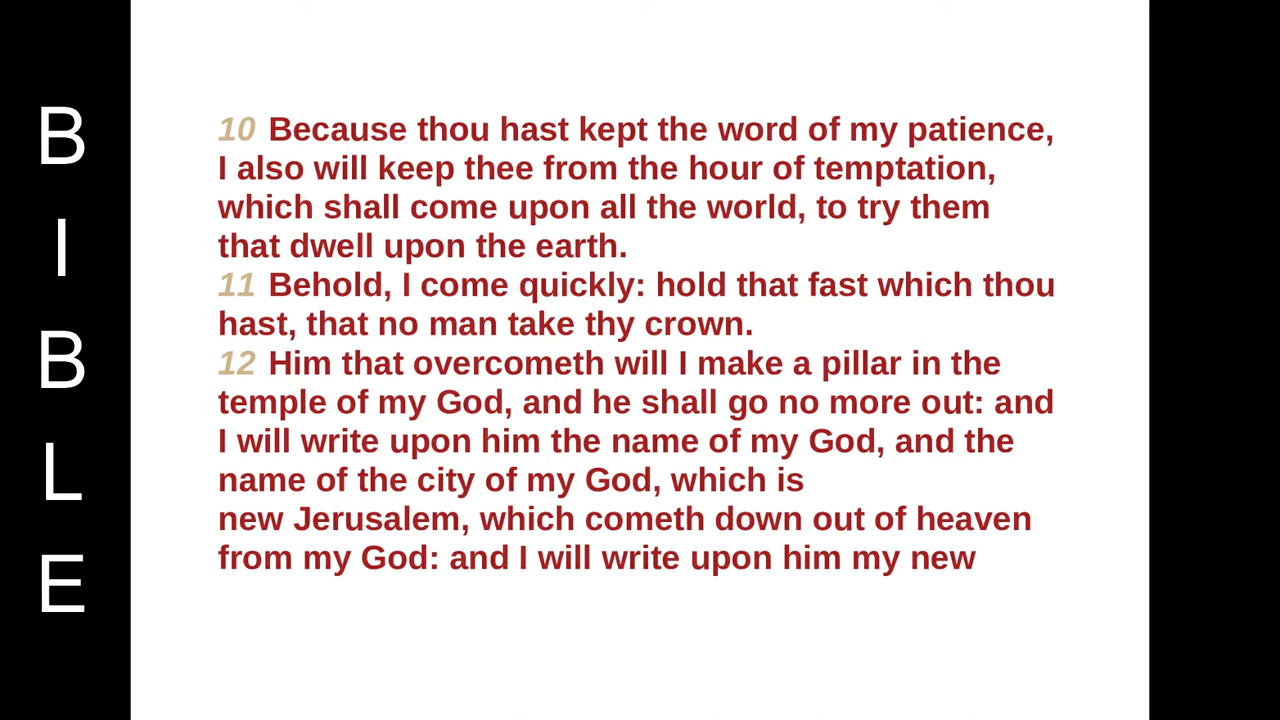 B
I
B
L
E
10 Because thou hast kept the word of my patience,
I also will keep thee from the hour of temptation,
which shall come upon all the world, to try them
that dwell upon the earth.
11 Behold, I come quickly: hold that fast which thou
hast, that no man take thy crown.
12 Him that overcometh will I make a pillar in the
temple of my God, and he shall go no more out: and
I will write upon him the name of my God, and the
name of the city of my God, which is
new Jerusalem, which cometh down out of heaven
from my God: and I will write upon him my new